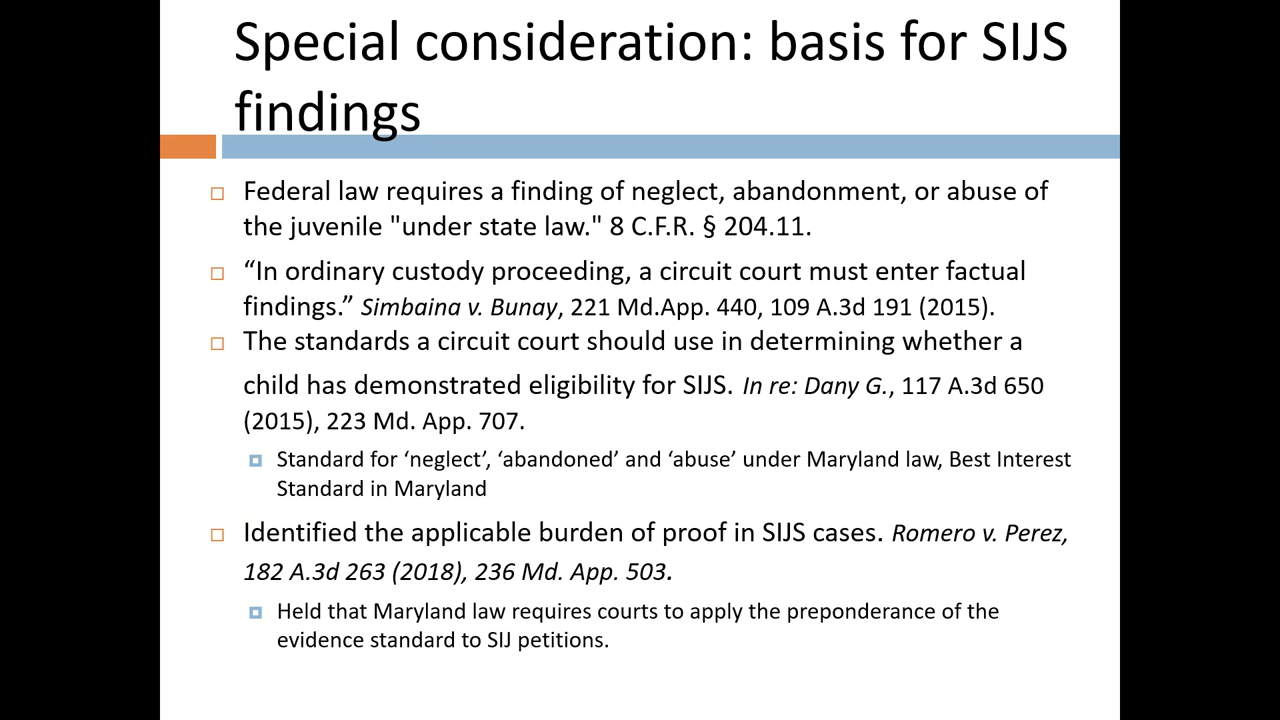 Special consideration: basis for SIJS
findings
Federal law requires a finding of neglect, abandonment, or abuse of
the juvenile "under state law." 8 C.F.R. § 204.11.
“In ordinary custody proceeding, a circuit court must enter factual
findings.” Simbaina v. Bunay, 221 Md.App. 440, 109 A.3d 191 (2015).
The standards a circuit court should use in determining whether a
child has demonstrated eligibility for SIJS. In re: Dany G., 117 A.3d 650
(2015), 223 Md. App. 707.
Standard for ‘neglect’, ‘abandoned’ and ‘abuse’ under Maryland law, Best Interest
Standard in Maryland
Identified the applicable burden of proof in SIJS cases. Romero v. Perez,
182 A.3d 263 (2018), 236 Md. App. 503.
Held that Maryland law requires courts to apply the preponderance of the
evidence standard to SIJ petitions.